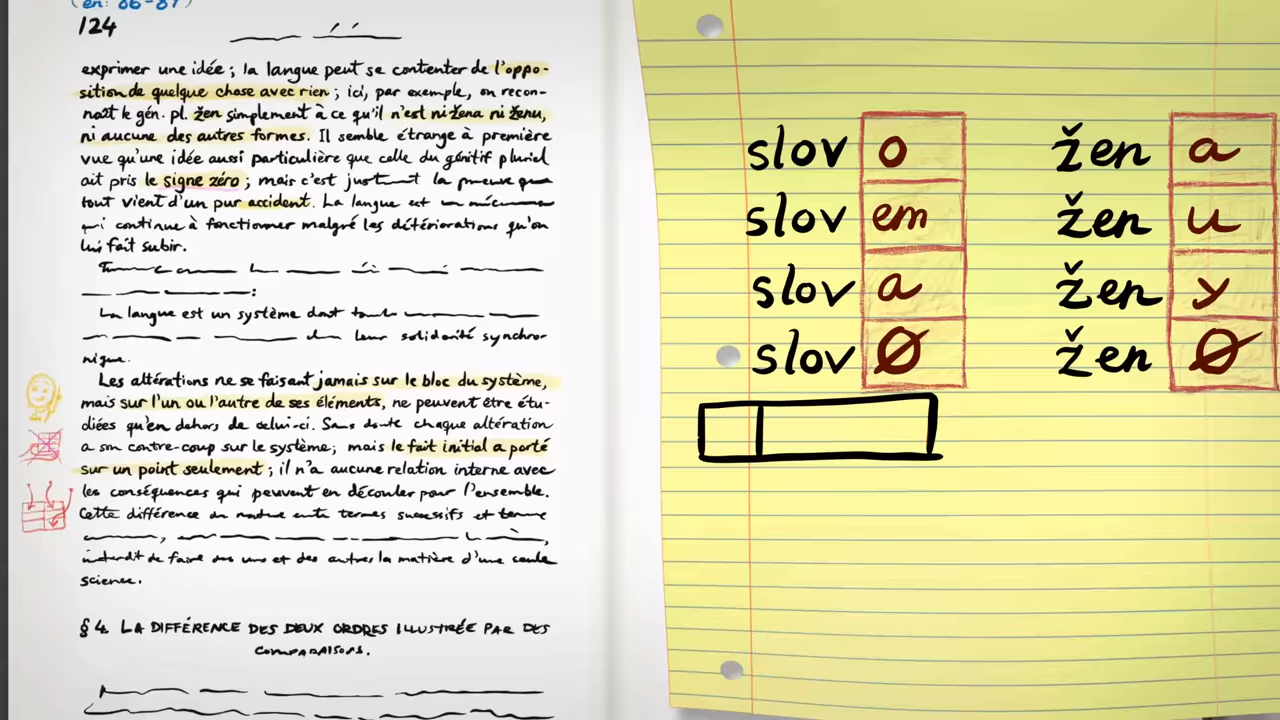 (en: 86-87)
124
exprimer une idée ; la langue peut se contenter de l'oppo-
sition de quelque chose avec rien ; ici, par exemple, on recon-
naît le gén. pl. žen simplement à ce qu'il n'est ni žena ni ženu,
ni aucune des autres formes. Il semble étrange à première
vue qu'une idée aussi particulière que celle du génitif pluriel
ait pris le signe zéro ; mais c'est justement la preuve que
tout vient d'un pur accident. La langue est un
qui continue à fonctionner malgré les détériorations qu'on
lui fait subir.
La langue est un système dont
leur solidarité synchro-
nique.
Les altérations ne se faisant jamais sur le bloc du système,
mais sur l'un ou l'autre de ses éléments, ne peuvent être étu-
diées qu'en dehors de celui-ci. Sans doute chaque altération
a son contre-coup sur le système ; mais le fait initial a porté
sur un point seulement ; il n'a aucune relation interne avec
les conséquences qui peuvent en découler pour l'ensemble.
Cette différence de nature entre termes successifs et
interdit de faire des uns et des autres la matière d'une seule
science.
§ 4. LA DIFFÉRENCE DES DEUX ORDRES ILLUSTRÉE PAR DES
COMPARAISONS.
slov o
slov em
slov a
slov Ø
žen a
žen u
žen y
žen Ø